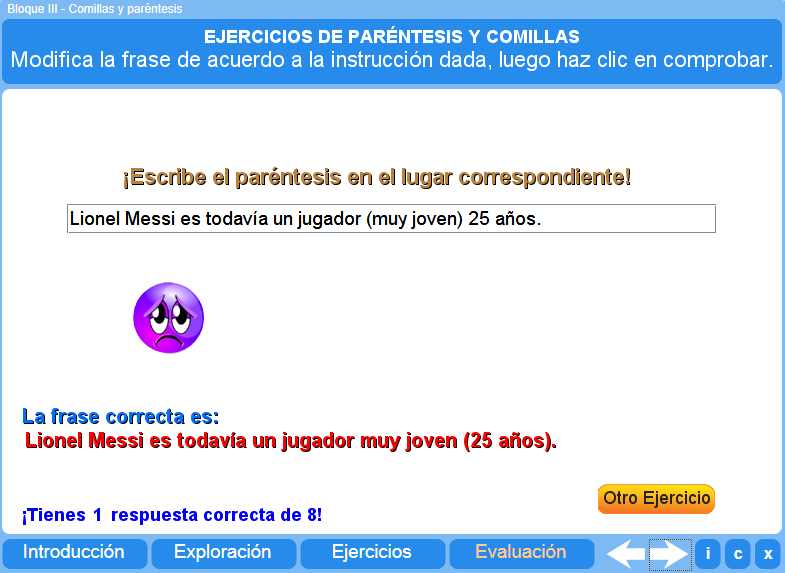 Bloque III - Comillas y paréntesis
EJERCICIOS DE PARÉNTESIS Y COMILLAS
Modifica la frase de acuerdo a la instrucción dada, luego haz clic en comprobar.
¡Escribe el paréntesis en el lugar correspondiente!
Lionel Messi es todavía un jugador (muy joven) 25 años.
La frase correcta es:
Lionel Messi es todavía un jugador muy joven (25 años).
Otro Ejercicio
¡Tienes 1 respuesta correcta de 8!
Introducción Exploración Ejercicios Evaluación i c x